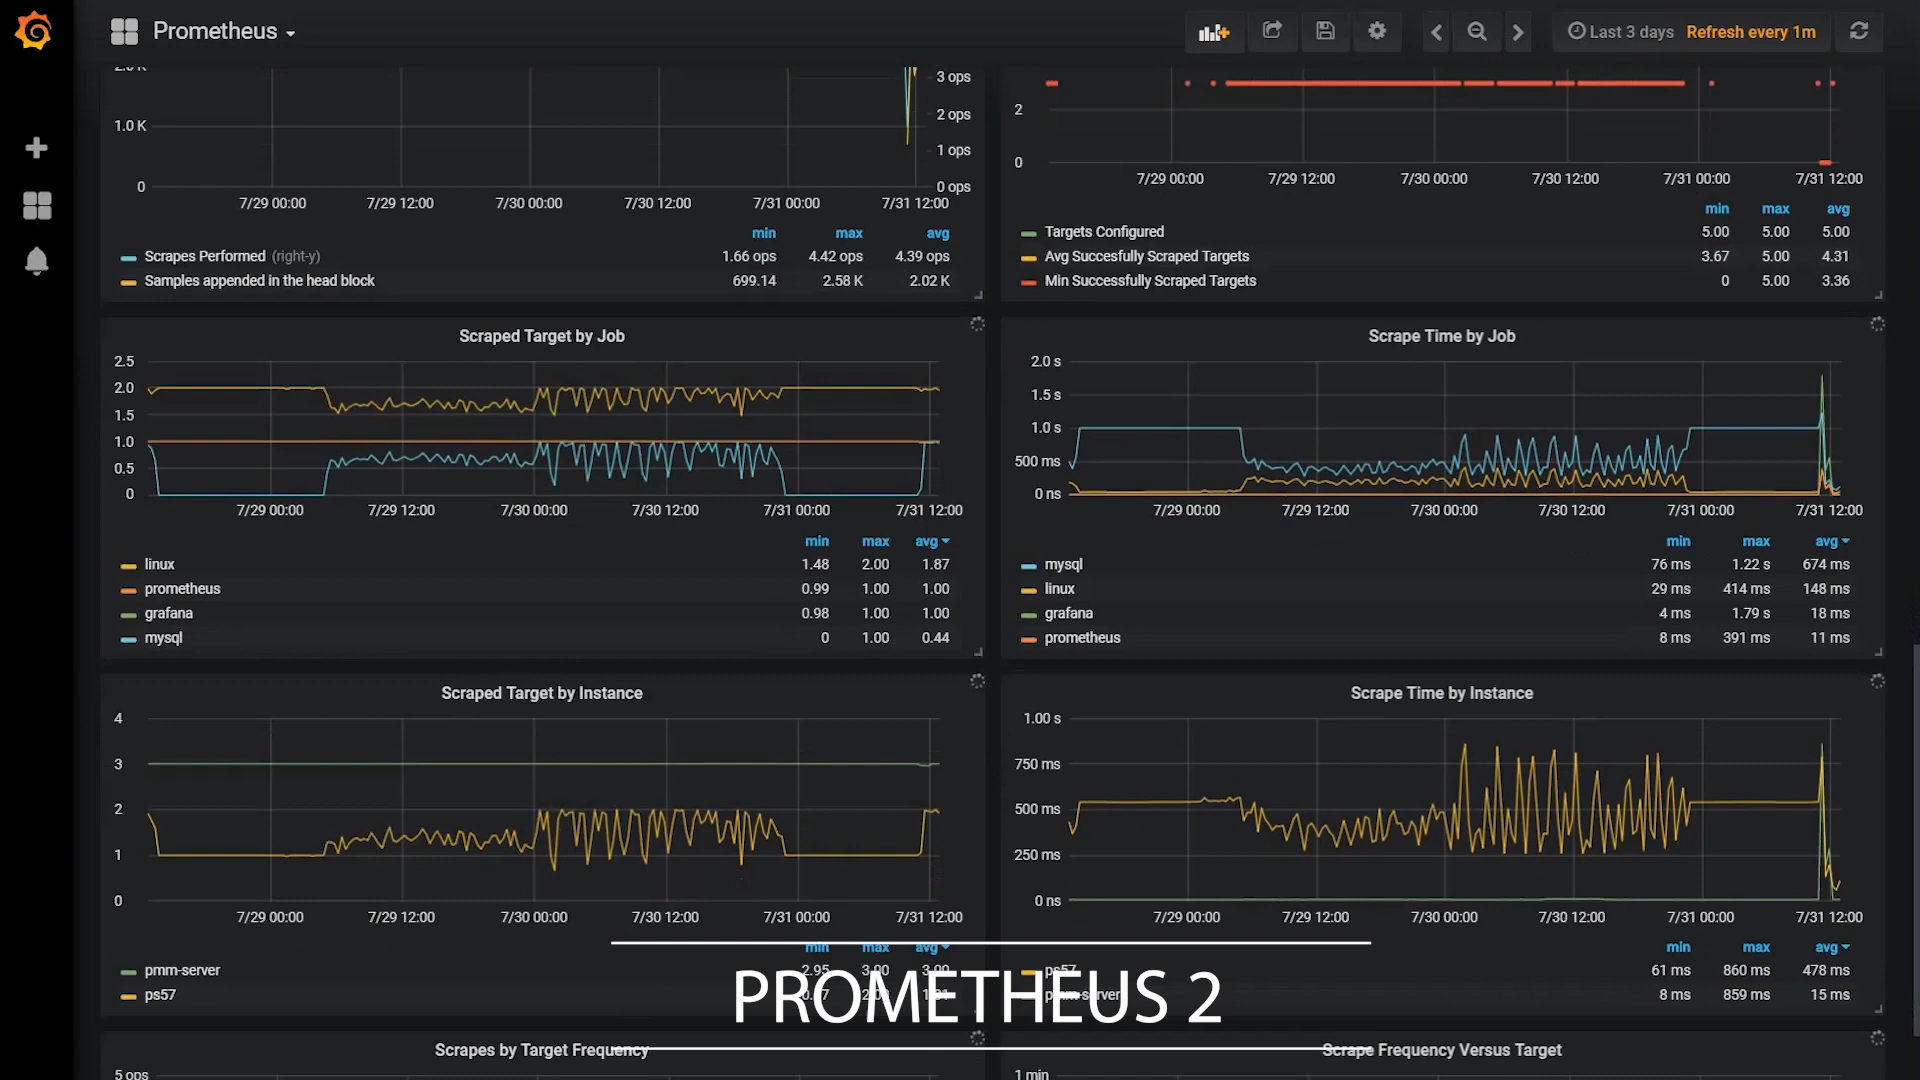 Prometheus
Last 3 days Refresh every 1m
1.0 K
0
3 ops
2 ops
1 ops
0 ops
7/29 00:00 7/29 12:00 7/30 00:00 7/30 12:00 7/31 00:00 7/31 12:00
min max avg
Scrapes Performed (right-y) 1.66 ops 4.42 ops 4.39 ops
Samples appended in the head block 699.14 2.58 K 2.02 K
2
0
7/29 00:00 7/29 12:00 7/30 00:00 7/30 12:00 7/31 00:00 7/31 12:00
min max avg
Targets Configured 5.00 5.00 5.00
Avg Succesfully Scraped Targets 3.67 5.00 4.31
Min Successfully Scraped Targets 0 5.00 3.36
Scraped Target by Job
2.5
2.0
1.5
1.0
0.5
0
7/29 00:00 7/29 12:00 7/30 00:00 7/30 12:00 7/31 00:00 7/31 12:00
min max avg
linux 1.48 2.00 1.87
prometheus 0.99 1.00 1.00
grafana 0.98 1.00 1.00
mysql 0 1.00 0.44
Scrape Time by Job
2.0 s
1.5 s
1.0 s
500 ms
0 ns
7/29 00:00 7/29 12:00 7/30 00:00 7/30 12:00 7/31 00:00 7/31 12:00
min max avg
mysql 76 ms 1.22 s 674 ms
linux 29 ms 414 ms 148 ms
grafana 4 ms 1.79 s 18 ms
prometheus 8 ms 391 ms 11 ms
Scraped Target by Instance
4
3
2
1
0
7/29 00:00 7/29 12:00 7/30 00:00 7/30 12:00 7/31 00:00 7/31 12:00
min max avg
pmm-server 2.95 3.00 3.00
ps57
Scrape Time by Instance
1.00 s
750 ms
500 ms
250 ms
0 ns
7/29 00:00 7/29 12:00 7/30 00:00 7/30 12:00 7/31 00:00 7/31 12:00
min max avg
ps57 61 ms 860 ms 478 ms
pmm-server 8 ms 859 ms 15 ms
PROMETHEUS 2
Scrapes by Target Frequency
5 ops
Scrape Frequency Versus Target
1 min